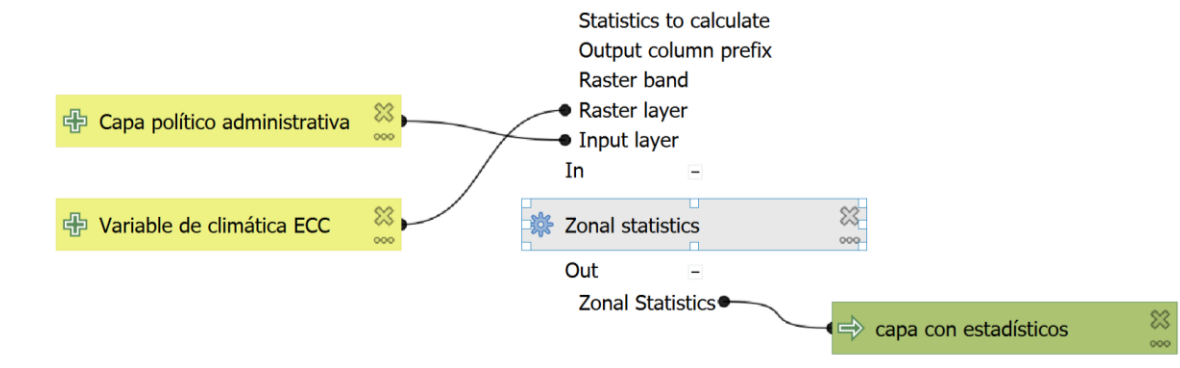 Statistics to calculate
Output column prefix
Raster band
Raster layer
Input layer
In
Capa político administrativa
Variable de climática ECC
Zonal statistics
Out
Zonal Statistics
capa con estadísticos